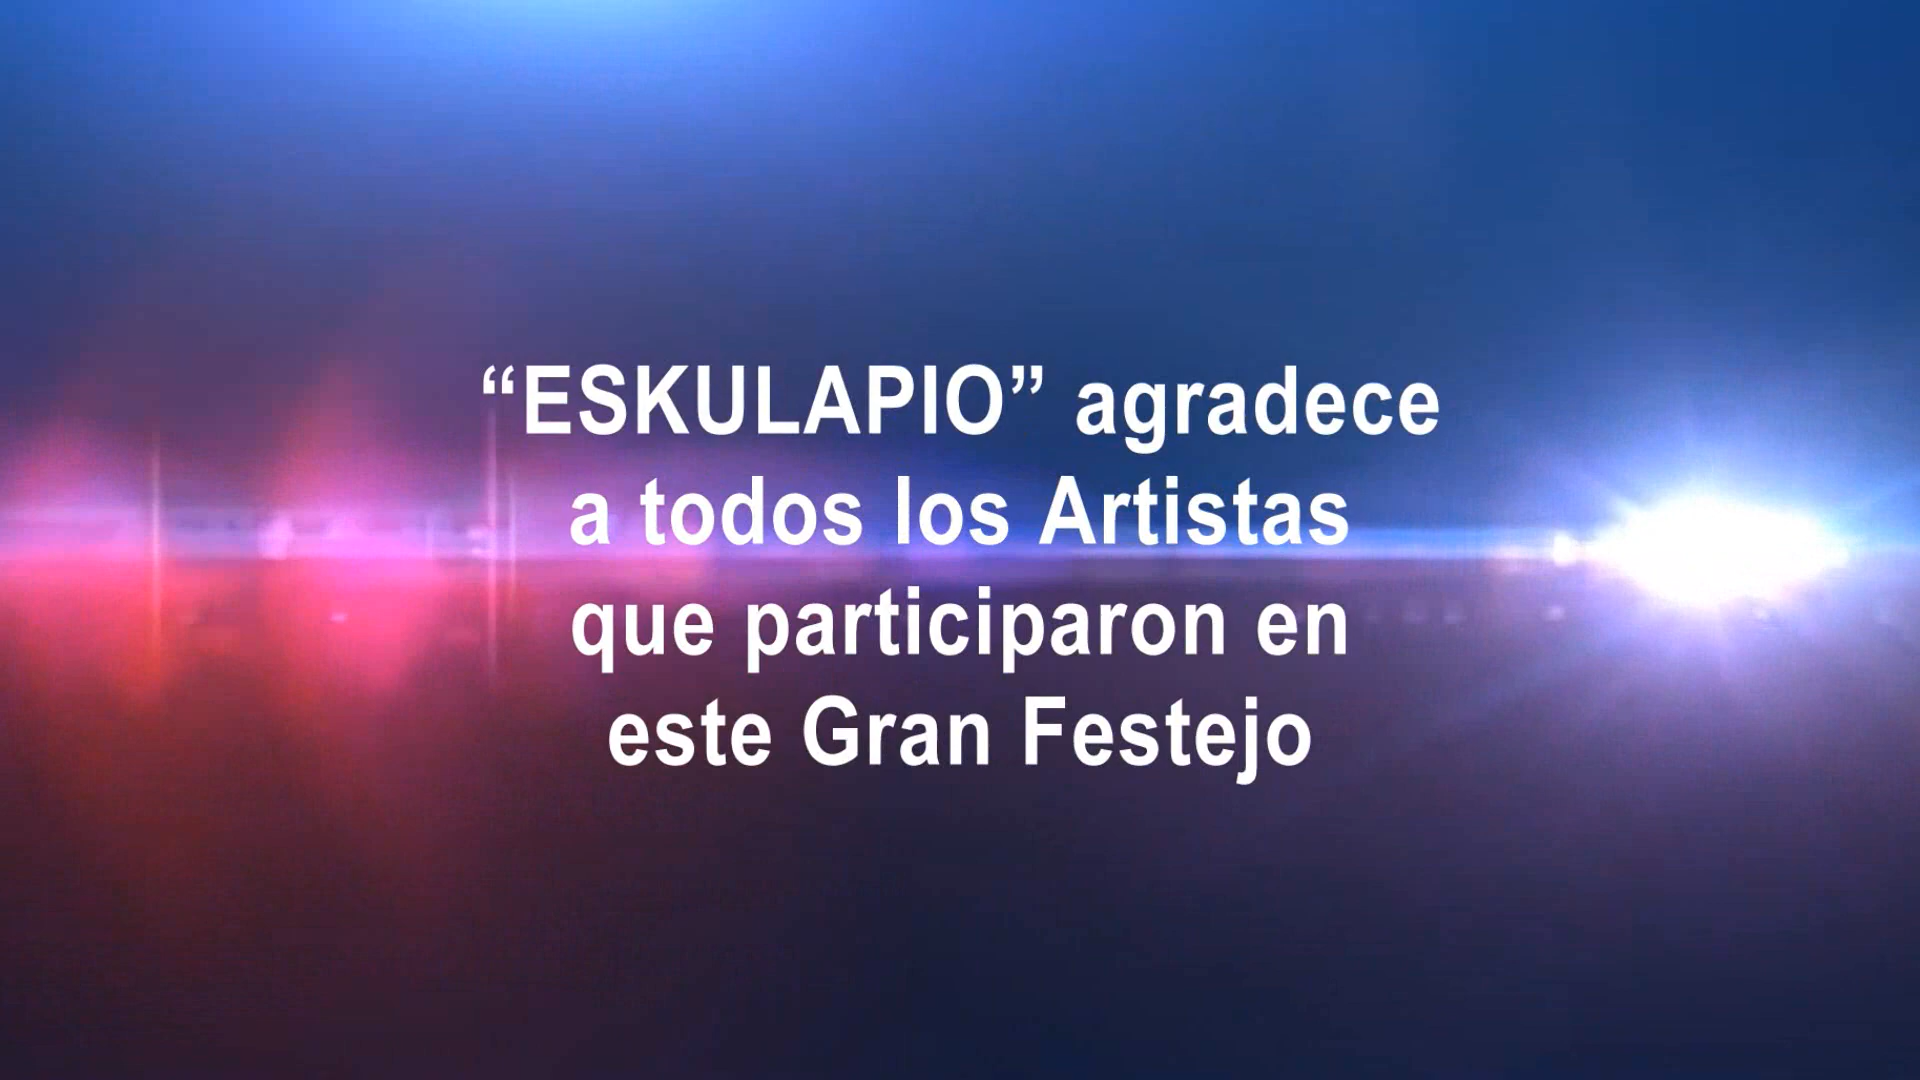 “ESKULAPIO” agradece
a todos los Artistas
que participaron en
este Gran Festejo